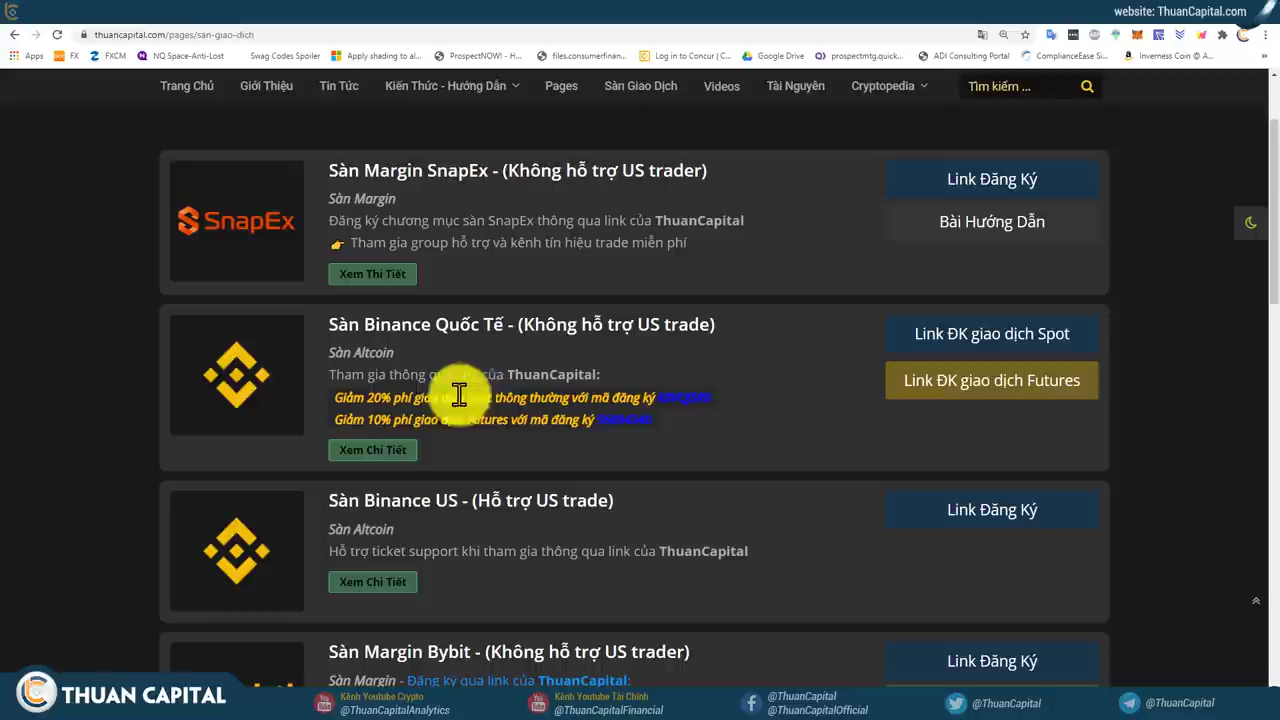 website: ThuanCapital.com
thuancapital.com/pages/san-giao-dich
Apps FX FXCM NQ Space-Anti-Lost Swag Codes Spoiler Apply shading to al... ProspectNOW! - H... files.consumerfinan... Log in to Concur |... Google Drive prospectmtg.quick... ADI Consulting Portal ComplianceEase Si... Inverness Coin @ A...
Trang Chủ Giới Thiệu Tin Tức Kiến Thức - Hướng Dẫn Pages Sàn Giao Dịch Videos Tài Nguyên Cryptopedia Tìm kiếm ...
Sàn Margin SnapEx - (Không hỗ trợ US trader)
Link Đăng Ký
Sàn Margin
SnapEx
Đăng ký chương mục sàn SnapEx thông qua link của ThuanCapital
Bài Hướng Dẫn
Tham gia group hỗ trợ và kênh tín hiệu trade miễn phí
Xem Thi Tiết
Sàn Binance Quốc Tế - (Không hỗ trợ US trade)
Link ĐK giao dịch Spot
Sàn Altcoin
Tham gia thông của ThuanCapital:
Link ĐK giao dịch Futures
Giảm 20% phí thông thường với mã đăng ký
Giảm 10% phí giao Futures với mã đăng ký
Xem Chi Tiết
Sàn Binance US - (Hỗ trợ US trade)
Link Đăng Ký
Sàn Altcoin
Hỗ trợ ticket support khi tham gia thông qua link của ThuanCapital
Xem Chi Tiết
Sàn Margin Bybit - (Không hỗ trợ US trader)
Link Đăng Ký
Sàn Margin - Đăng ký qua link của ThuanCapital:
THUAN CAPITAL
Kênh Youtube Crypto
@ThuanCapitalAnalytics
Kênh Youtube Tài Chính
@ThuanCapitalFinancial
@ThuanCapital
@ThuanCapitalOfficial
@ThuanCapital
@ThuanCapital